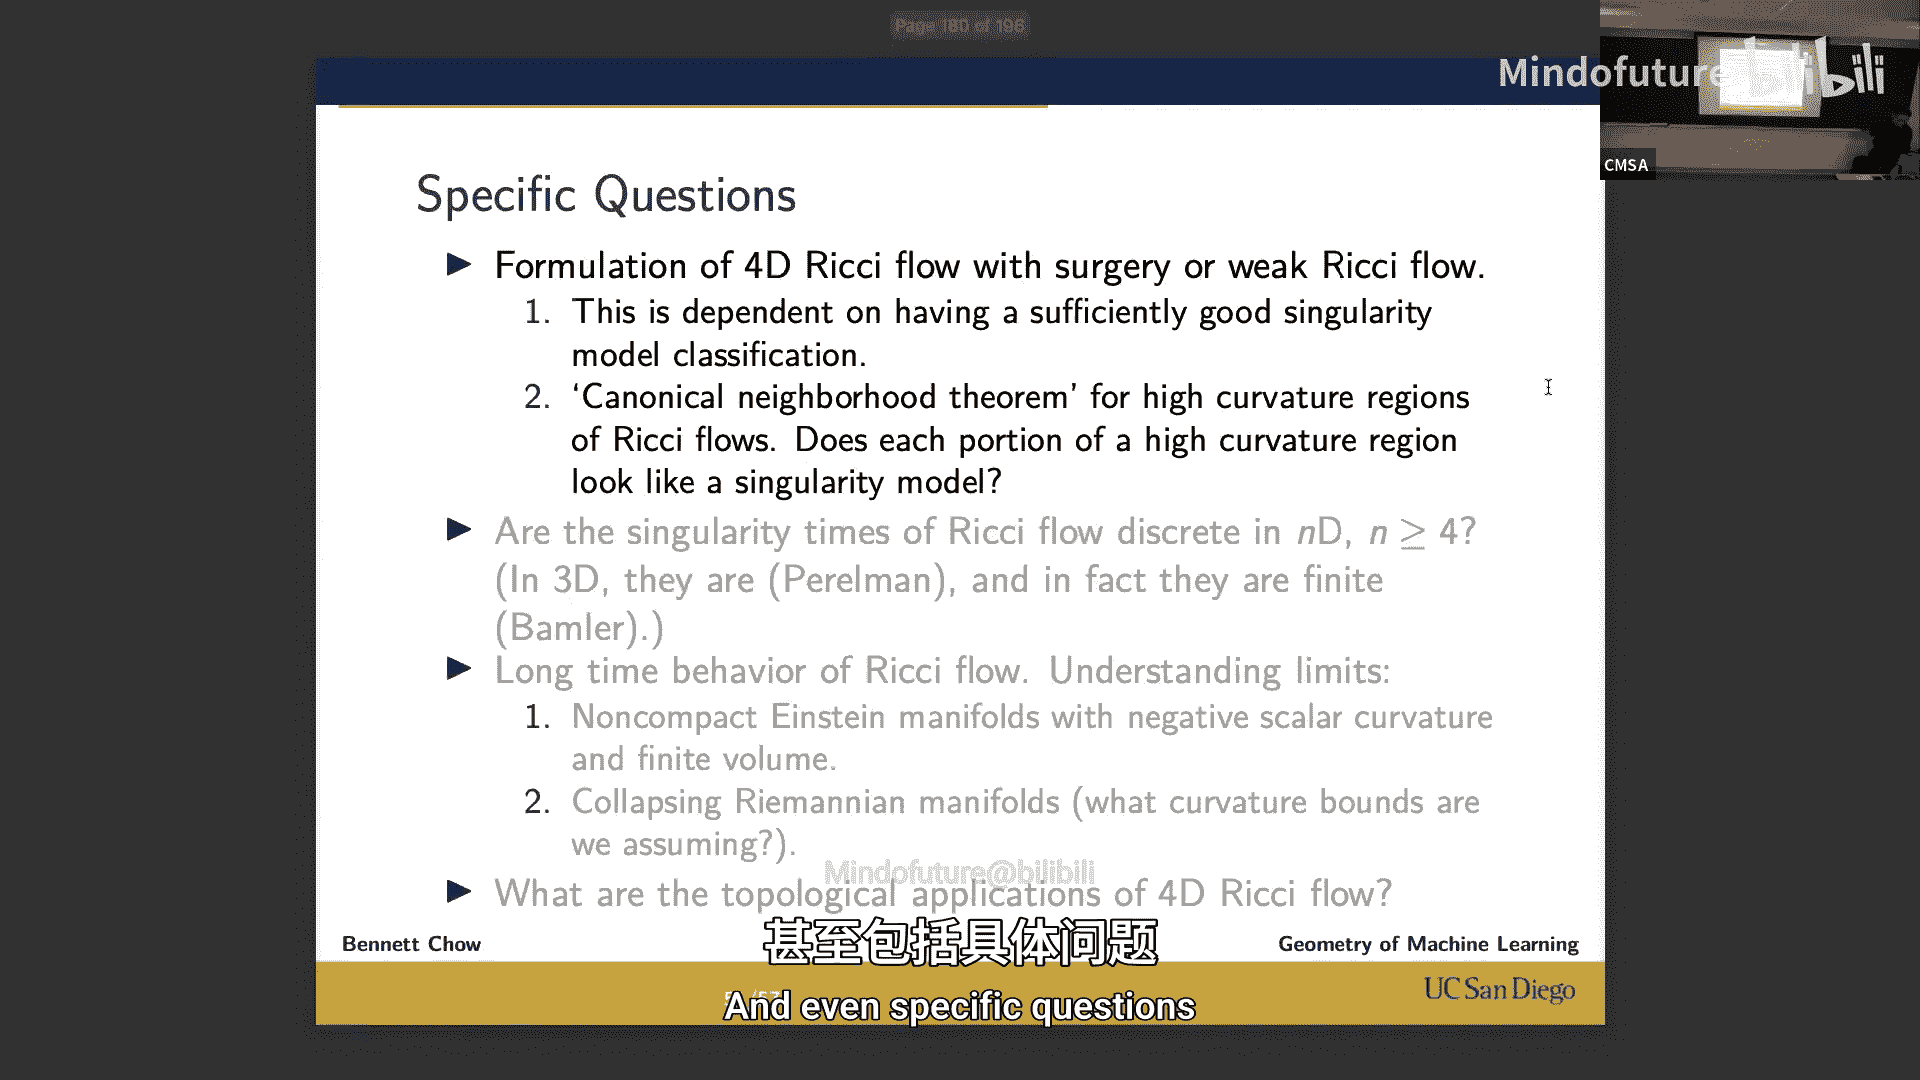 Page 180 of 196
Mindofuture bilibili
CMSA
Specific Questions
▶ Formulation of 4D Ricci flow with surgery or weak Ricci flow.
1. This is dependent on having a sufficiently good singularity
model classification.
2. ‘Canonical neighborhood theorem’ for high curvature regions
of Ricci flows. Does each portion of a high curvature region
look like a singularity model?
▶ Are the singularity times of Ricci flow discrete in nD, n ≥ 4?
(In 3D, they are (Perelman), and in fact they are finite
(Bamler).)
▶ Long time behavior of Ricci flow. Understanding limits:
1. Noncompact Einstein manifolds with negative scalar curvature
and finite volume.
2. Collapsing Riemannian manifolds (what curvature bounds are
we assuming?).
Mindofuture@bilibili
▶ What are the topological applications of 4D Ricci flow?
甚至包括具体问题
Bennett Chow
Geometry of Machine Learning
And even specific questions
UC San Diego